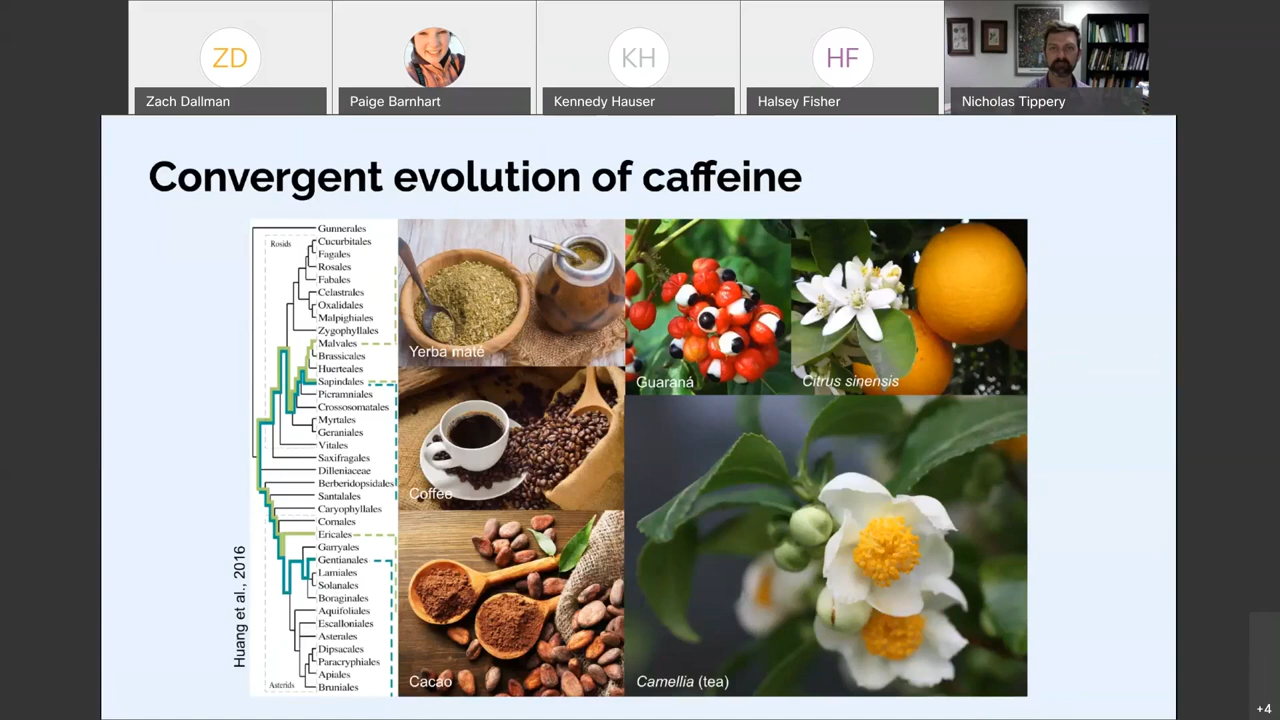 ZD
KH
HF
Zach Dallman
Paige Barnhart
Kennedy Hauser
Halsey Fisher
Nicholas Tippery
Convergent evolution of caffeine
Gunnerales
Rosids
Cucurbitales
Fagales
Rosales
Fabales
Celastrales
Oxalidales
Malpighiales
Zygophyllales
Malvales
Brassicales
Huerteales
Sapindales
Picramniales
Crossosomatales
Myrtales
Geraniales
Vitales
Saxifragales
Dilleniaceae
Berberidopsidales
Santalales
Caryophyllales
Cornales
Ericales
Garryales
Gentianales
Lamiales
Solanales
Boraginales
Aquifoliales
Escalloniales
Asterales
Dipsacales
Paracryphiales
Apiales
Bruniales
Asterids
Huang et al., 2016
Yerba maté
Guaraná
Citrus sinensis
Coffee
Cacao
Camellia (tea)
+4